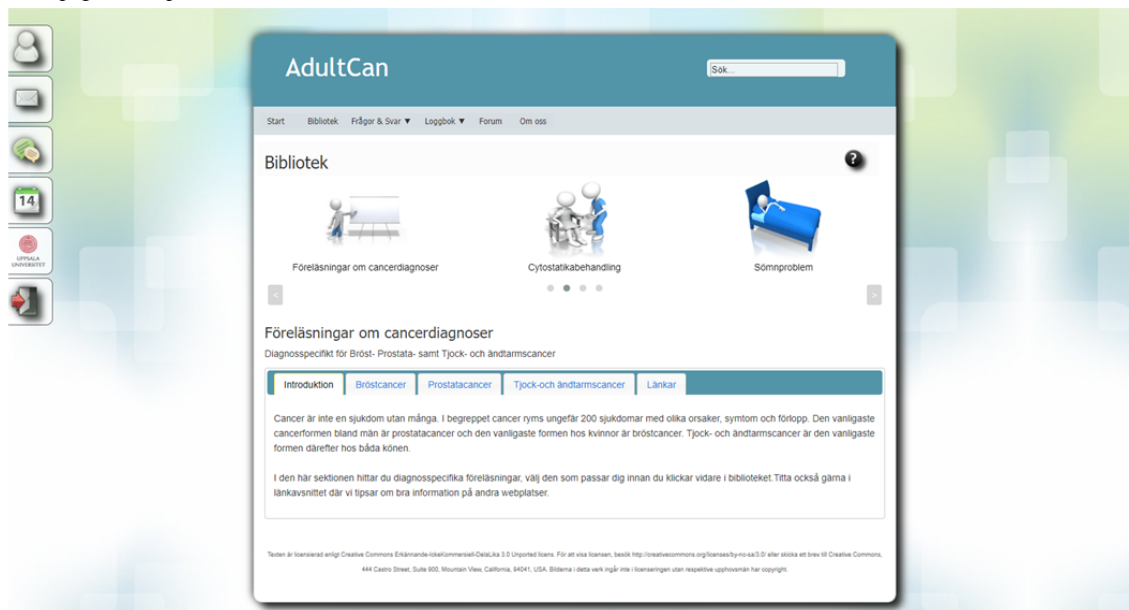 AdultCan
Sök...
Start Bibliotek Frågor & Svar ▼ Loggbok ▼ Forum Om oss
Bibliotek
?
14
UPPSALA
UNIVERSITET
Föreläsningar om cancerdiagnoser Cytostatikabehandling Sömnproblem
< >
Föreläsningar om cancerdiagnoser
Diagnosspecifikt för Bröst- Prostata- samt Tjock- och ändtarmscancer
Introduktion Bröstcancer Prostatacancer Tjock-och ändtarmscancer Länkar
Cancer är inte en sjukdom utan många. I begreppet cancer ryms ungefär 200 sjukdomar med olika orsaker, symtom och förlopp. Den vanligaste
cancerformen bland män är prostatacancer och den vanligaste formen hos kvinnor är bröstcancer. Tjock- och ändtarmscancer är den vanligaste
formen därefter hos båda könen.
I den här sektionen hittar du diagnosspecifika föreläsningar, välj den som passar dig innan du klickar vidare i biblioteket.Titta också gärna i
länkavsnittet där vi tipsar om bra information på andra webplatser.
Texten är licensierad enligt Creative Commons Erkännande-IckeKommersiell-DelaLika 3.0 Unported licens. För att visa licensen, besök http://creativecommons.org/licenses/by-nc-sa/3.0/ eller skicka ett brev till Creative Commons,
444 Castro Street, Suite 900, Mountain View, California, 94041, USA. Bilderna i detta verk ingår inte i licenseringen utan respektive upphovsmän har copyright.